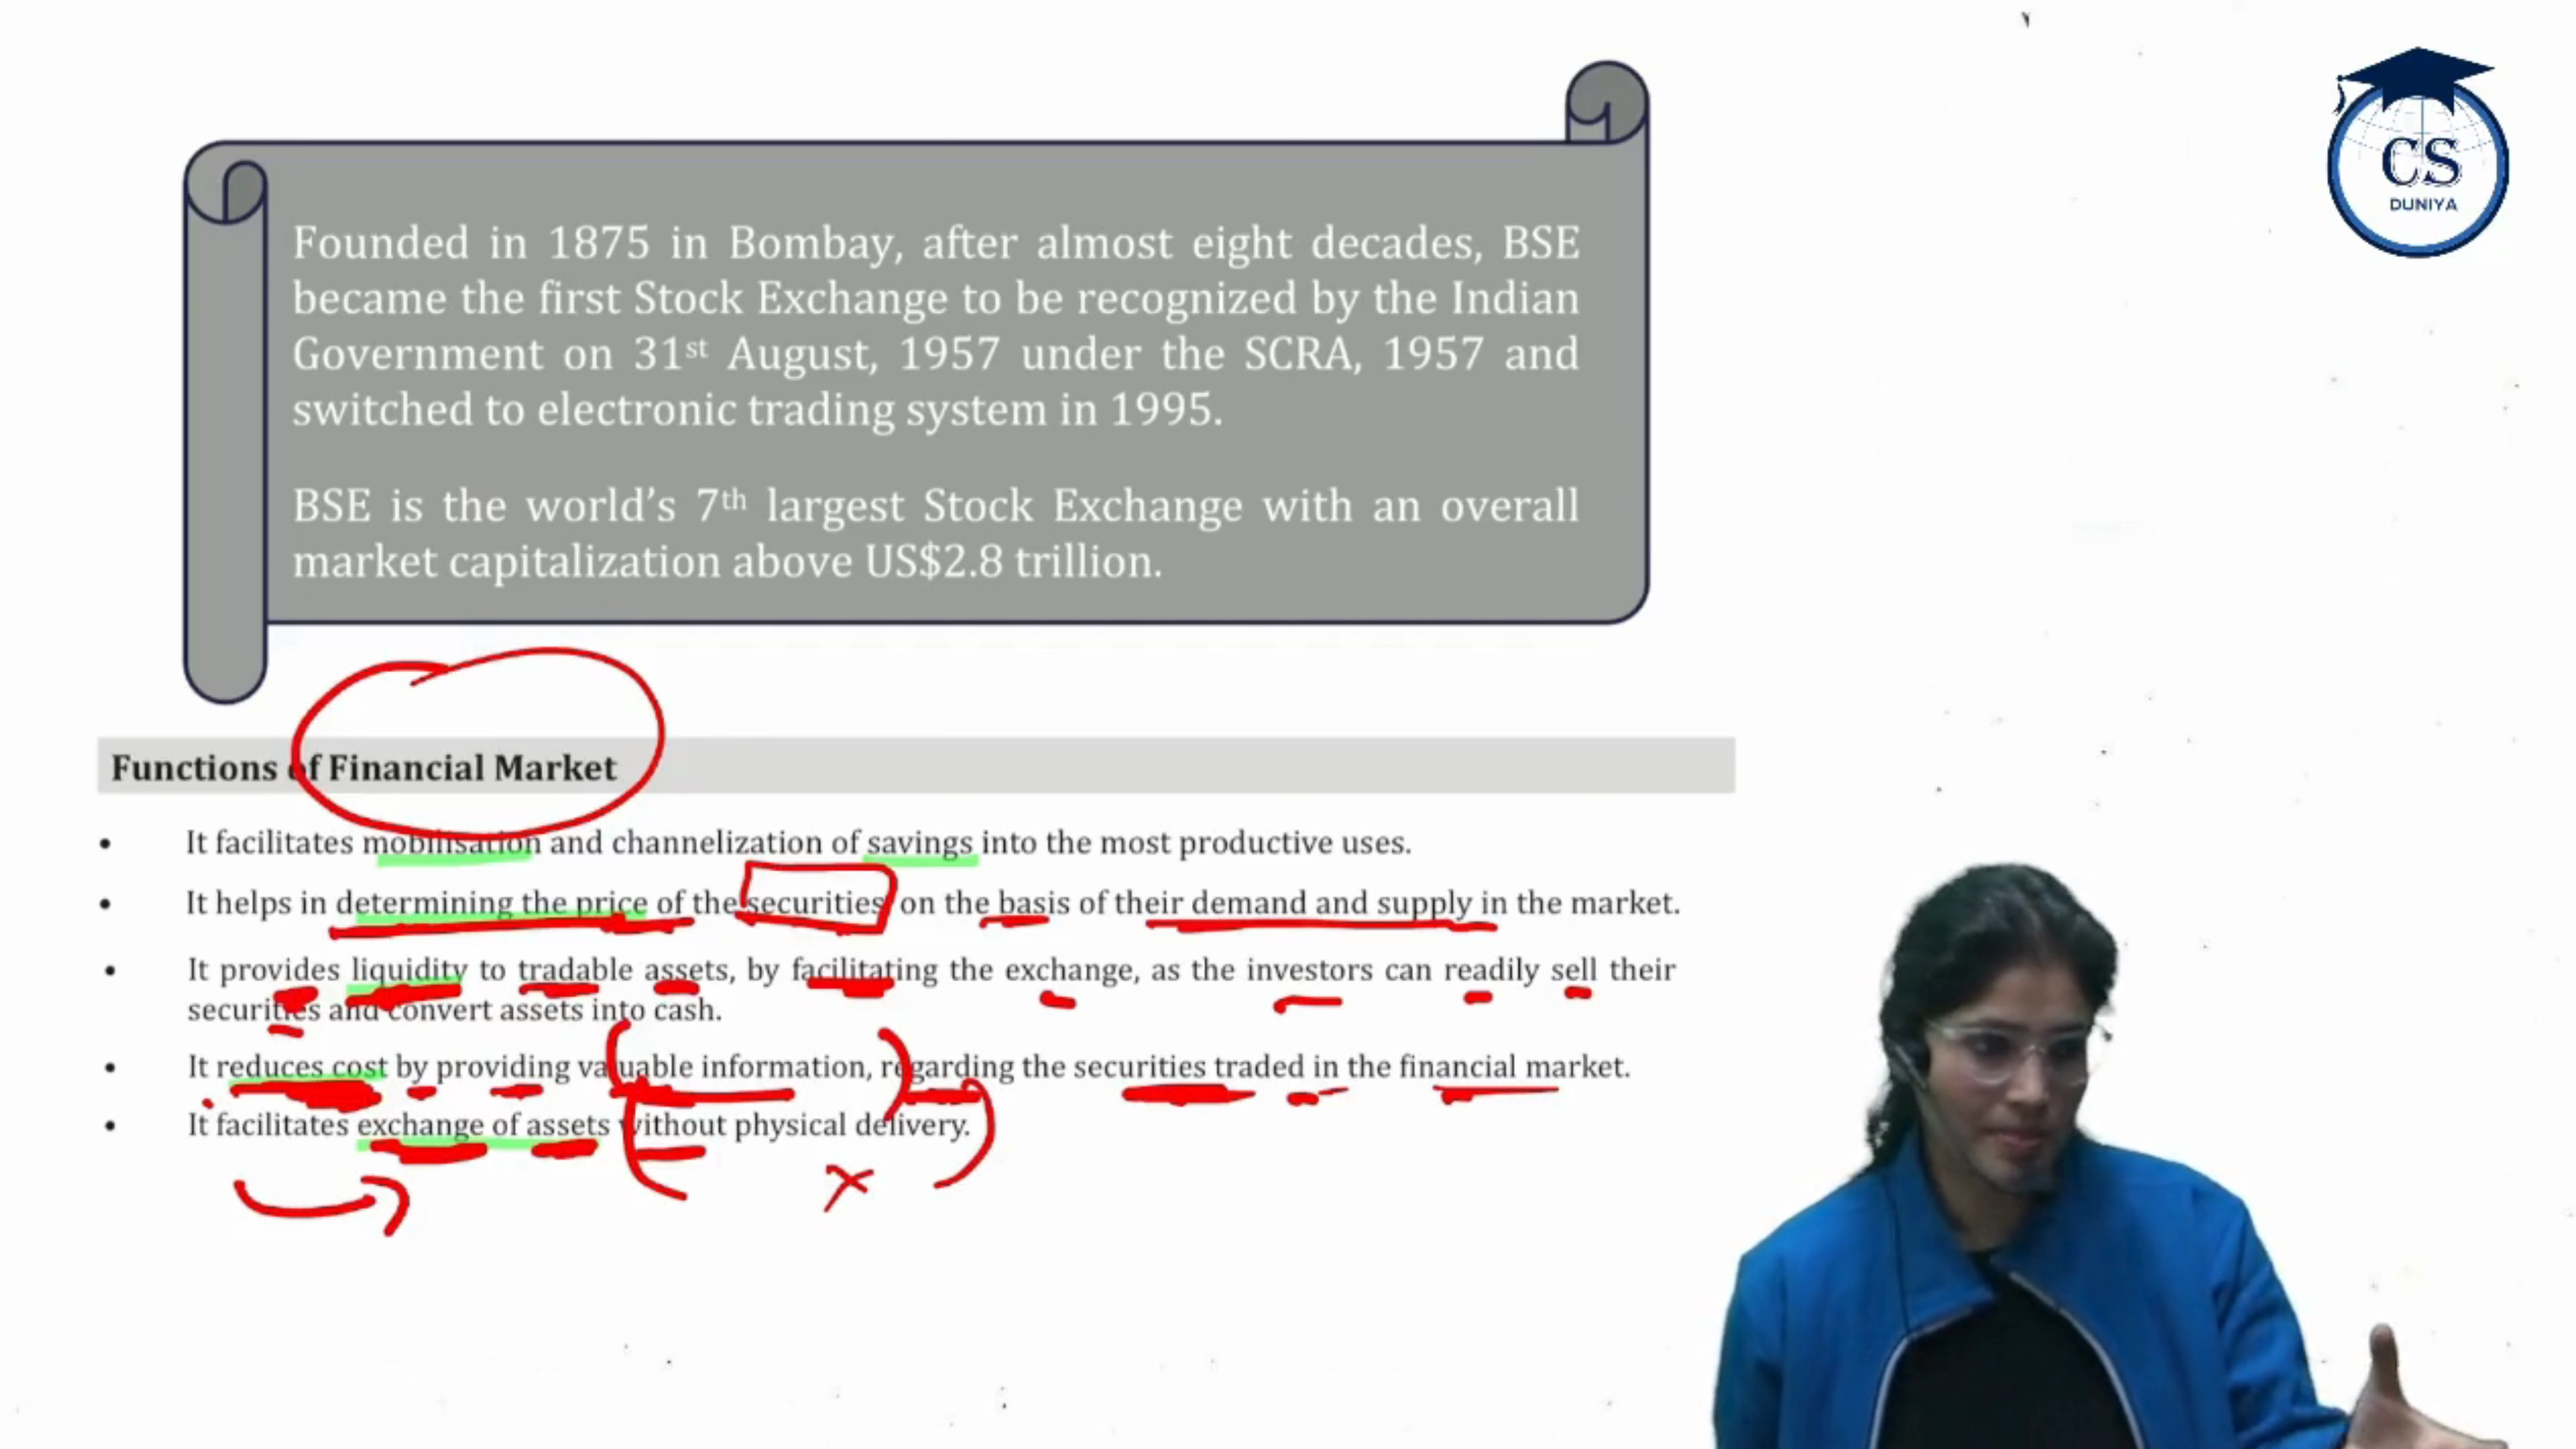 CS
DUNIYA
Founded in 1875 in Bombay, after almost eight decades, BSE
became the first Stock Exchange to be recognized by the Indian
Government on 31st August, 1957 under the SCRA, 1957 and
switched to electronic trading system in 1995.
BSE is the world's 7th largest Stock Exchange with an overall
market capitalization above US$2.8 trillion.
Functions of Financial Market
• It facilitates mobilisation and channelization of savings into the most productive uses.
• It helps in determining the price of the securities on the basis of their demand and supply in the market.
• It provides liquidity to tradable assets, by facilitating the exchange, as the investors can readily sell their
securities and convert assets into cash.
• It reduces cost by providing valuable information, regarding the securities traded in the financial market.
• It facilitates exchange of assets without physical delivery.